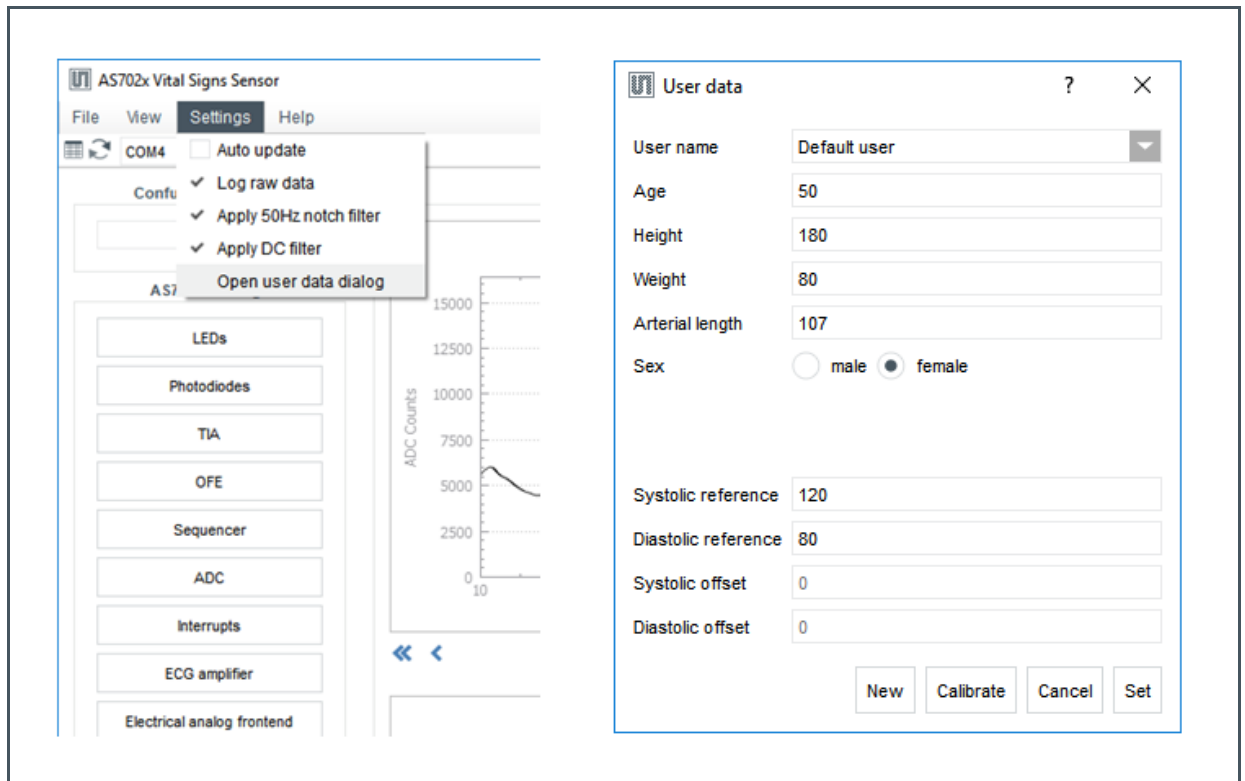 AS702x Vital Signs Sensor
File View Settings Help
COM4
Auto update
Log raw data
Apply 50Hz notch filter
Apply DC filter
Open user data dialog
Confu
AS7
LEDs
Photodiodes
TIA
OFE
Sequencer
ADC
Interrupts
ECG amplifier
Electrical analog frontend
ADC Counts
15000
12500
10000
7500
5000
2500
0
10
User data ?
User name Default user
Age 50
Height 180
Weight 80
Arterial length 107
Sex male female
Systolic reference 120
Diastolic reference 80
Systolic offset 0
Diastolic offset 0
New Calibrate Cancel Set